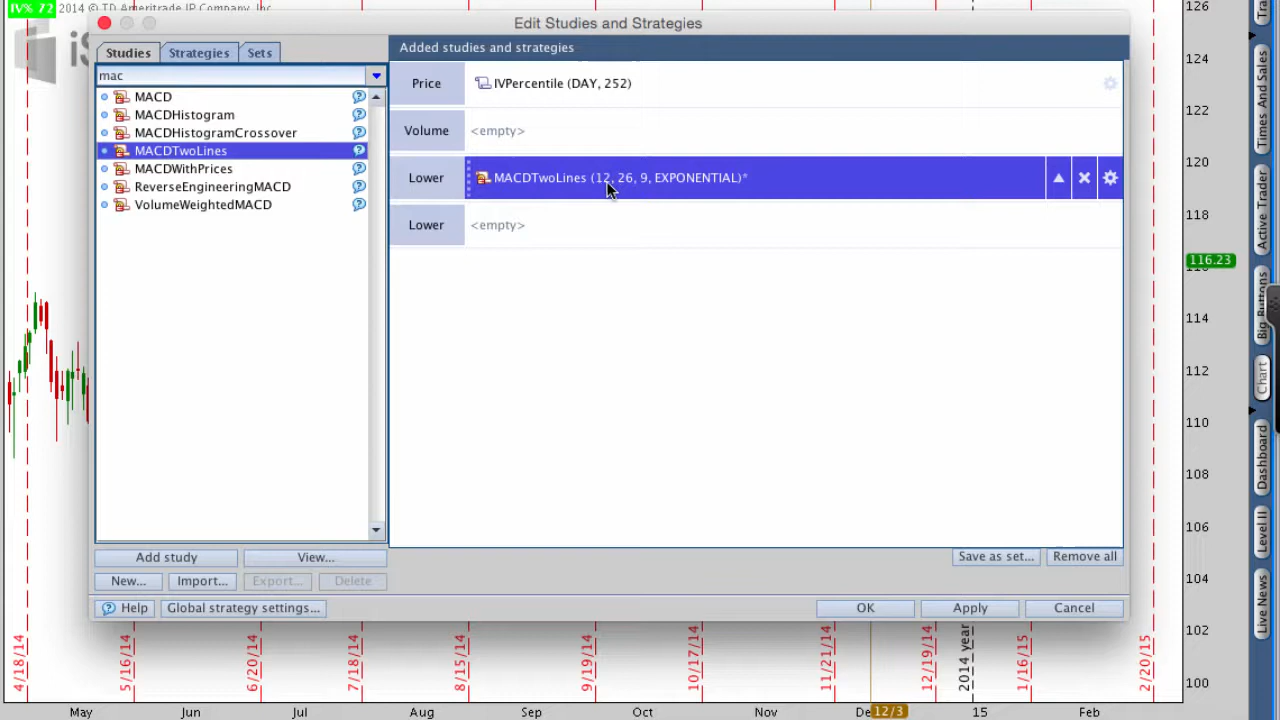 IV% 72 2014 © TD Ameritrade IP Company, Inc
Edit Studies and Strategies
Studies Strategies Sets
mac
MACD
MACDHistogram
MACDHistogramCrossover
MACDTwoLines
MACDWithPrices
ReverseEngineeringMACD
VolumeWeightedMACD
Add study View...
New... Import... Export... Delete
Help Global strategy settings...
Added studies and strategies
Price IVPercentile (DAY, 252)
Volume <empty>
Lower MACDTwoLines (12, 26, 9, EXPONENTIAL)*
Lower <empty>
Save as set... Remove all
OK Apply Cancel
126
124
122
120
118
116.23
114
112
110
108
106
104
102
100
Times And Sales
Active Trader
Big Buttons
Chart
Dashboard
Level II
Live News
4/18/14 5/16/14 6/20/14 7/18/14 8/15/14 9/19/14 10/17/14 11/21/14 12/19/14 2014 year 1/16/15 2/20/15
May Jun Jul Aug Sep Oct Nov De 12/3 15 Feb